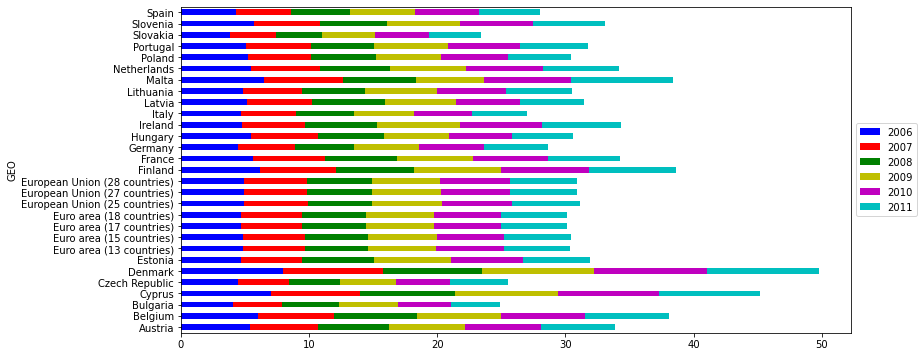 Spain
Slovenia
Slovakia
Portugal
Poland
Netherlands
Malta
Lithuania
Latvia
Italy
Ireland
Hungary
Germany
France
Finland
European Union (28 countries)
European Union (27 countries)
European Union (25 countries)
Euro area (18 countries)
Euro area (17 countries)
Euro area (15 countries)
Euro area (13 countries)
Estonia
Denmark
Czech Republic
Cyprus
Bulgaria
Belgium
Austria
GEO
0 10 20 30 40 50
2006
2007
2008
2009
2010
2011